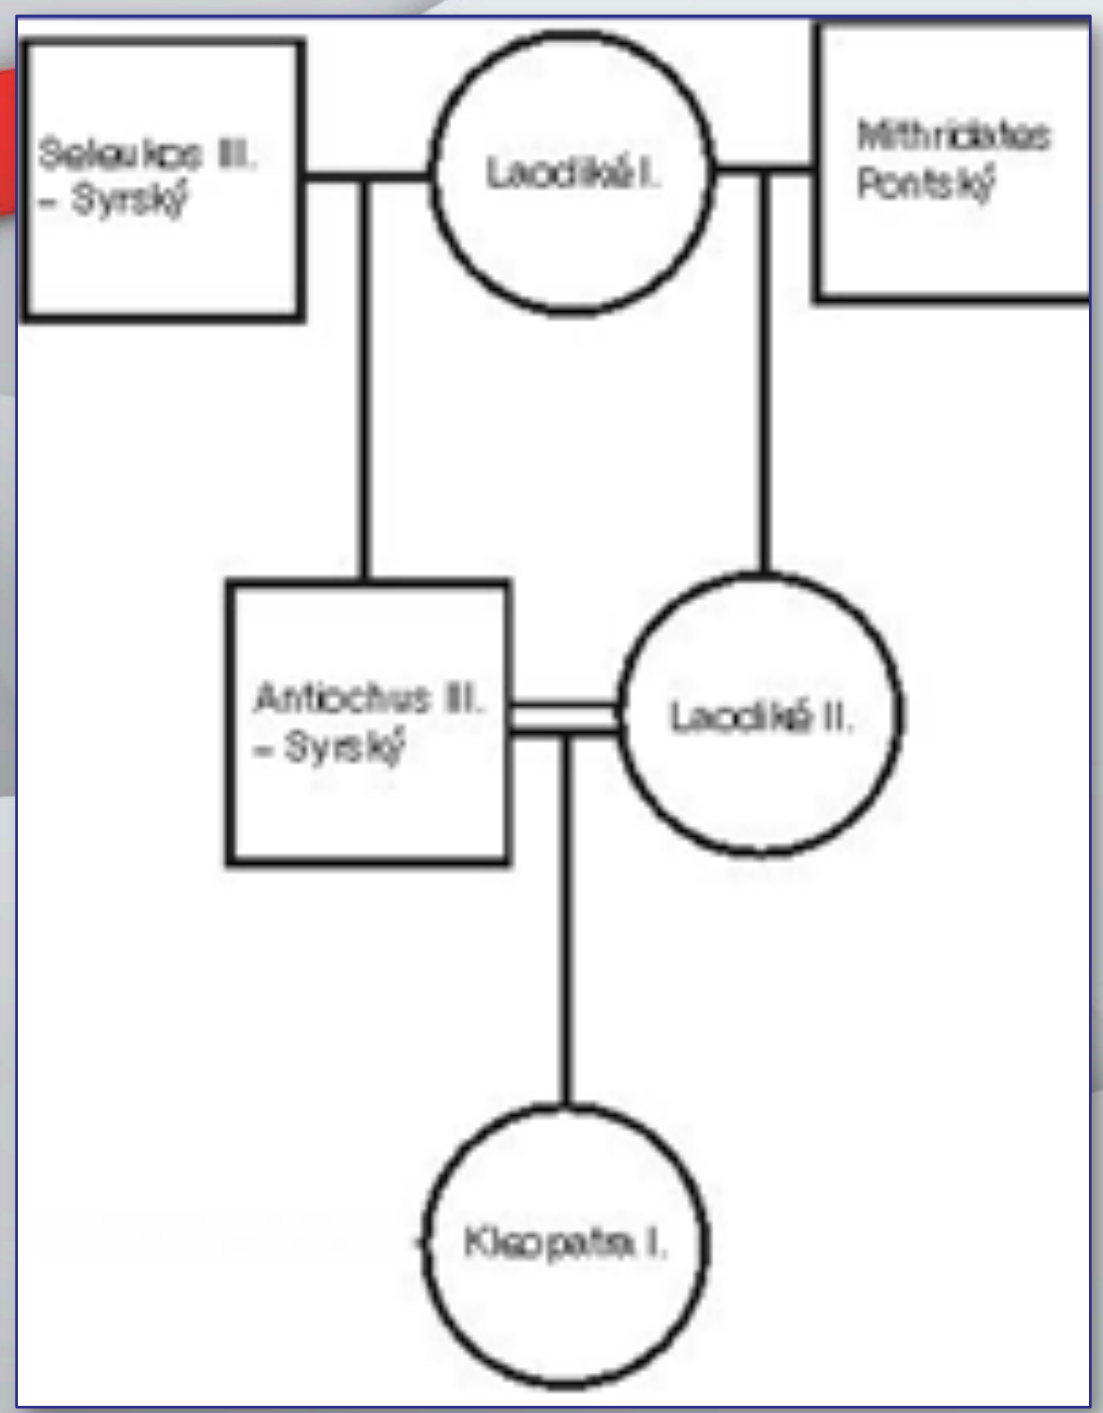 Seleukos III.
– Syrský
Laodiké I.
Mithridates
Pontský
Antiochus III.
– Syrský
Laodiké II.
Kleopatra I.